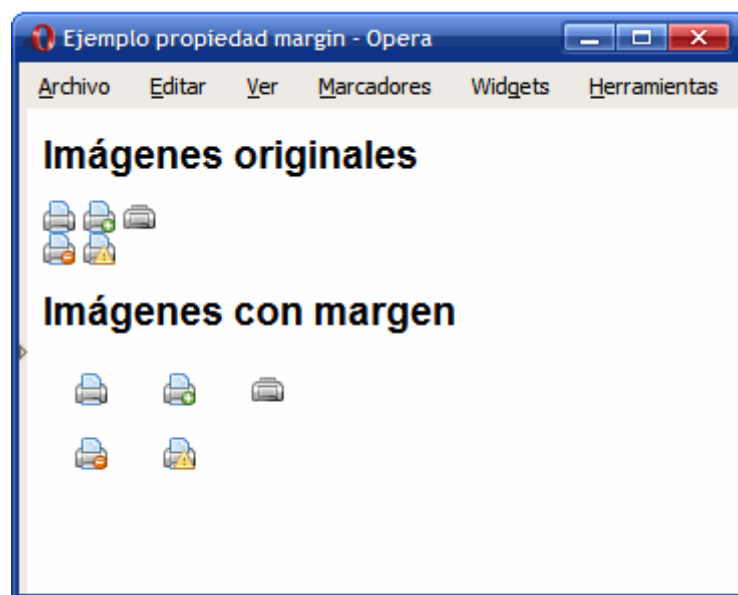 Ejemplo propiedad margin - Opera
Archivo Editar Ver Marcadores Widgets Herramientas
Imágenes originales
Imágenes con margen